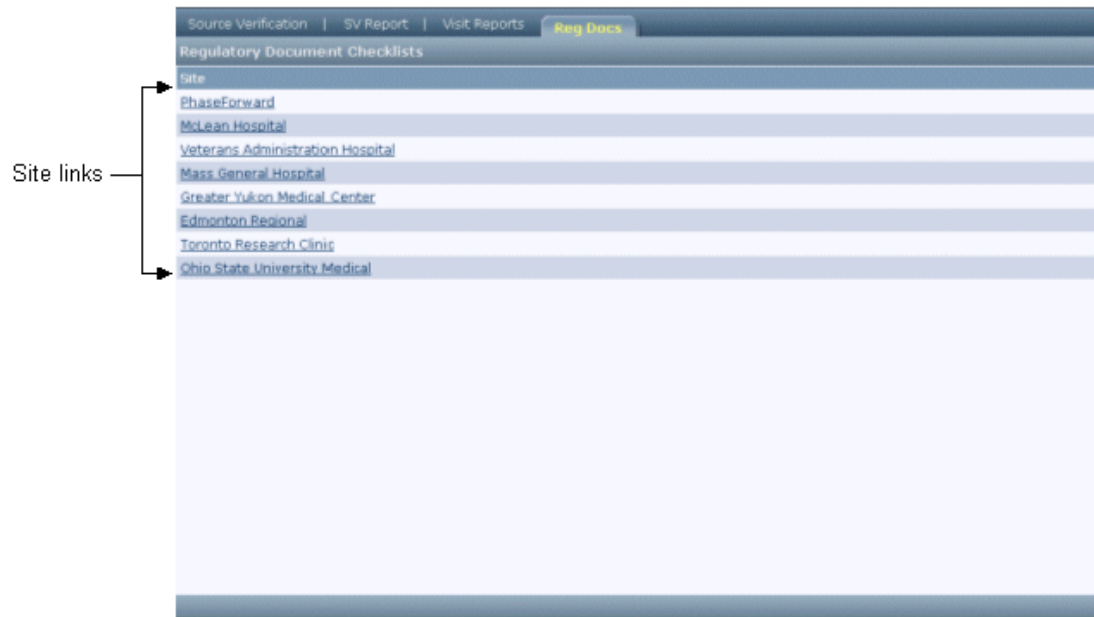 Source Verification | SV Report | Visit Reports Reg Docs
Regulatory Document Checklists
Site
PhaseForward
McLean Hospital
Veterans Administration Hospital
Site links
Mass General Hospital
Greater Yukon Medical Center
Edmonton Regional
Toronto Research Clinic
Ohio State University Medical